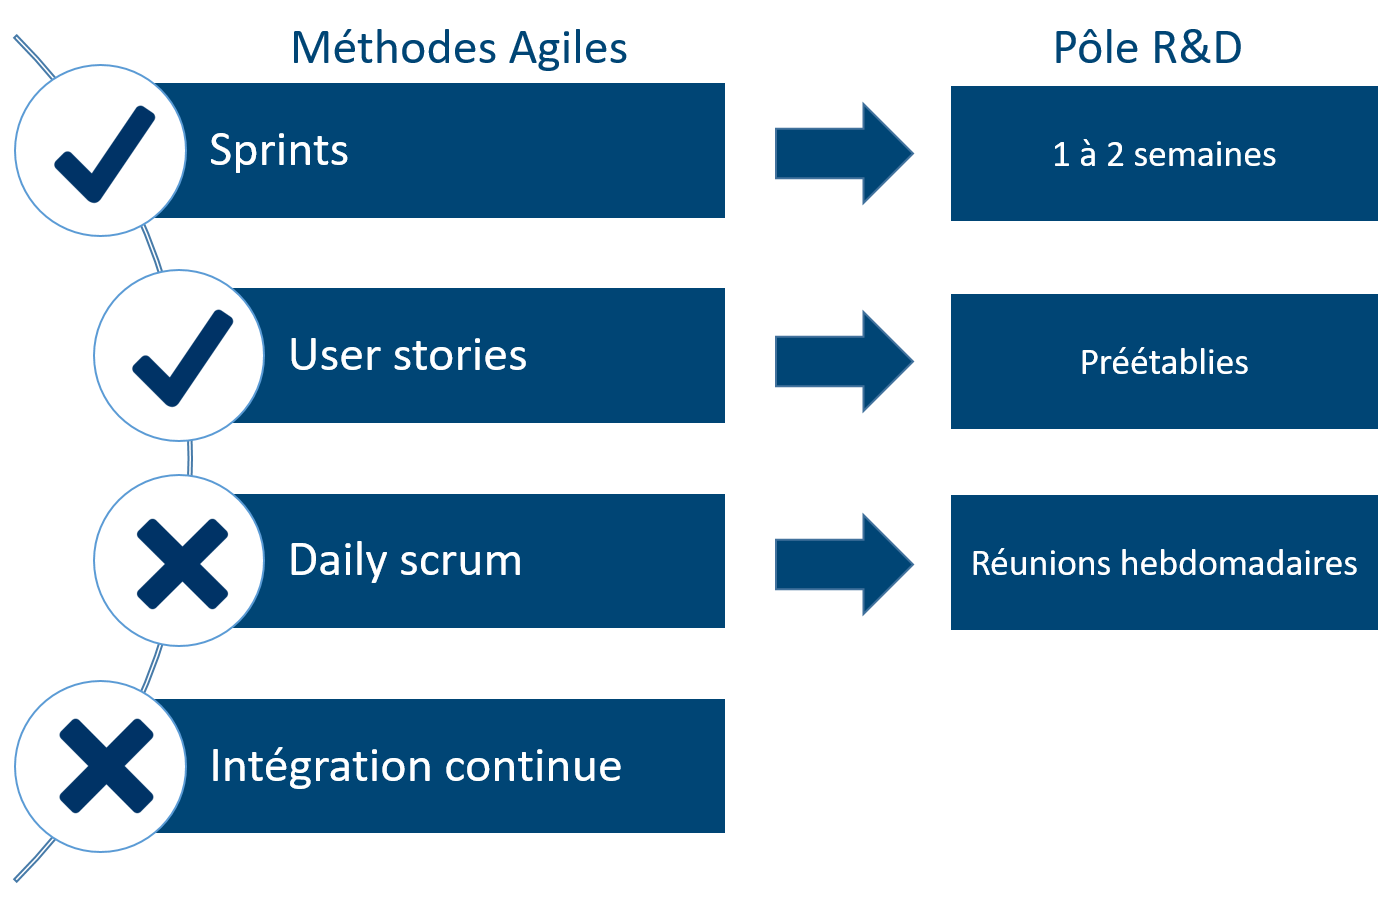 Méthodes Agiles
Pôle R&D
Sprints
1 à 2 semaines
User stories
Préétablies
Daily scrum
Réunions hebdomadaires
Intégration continue